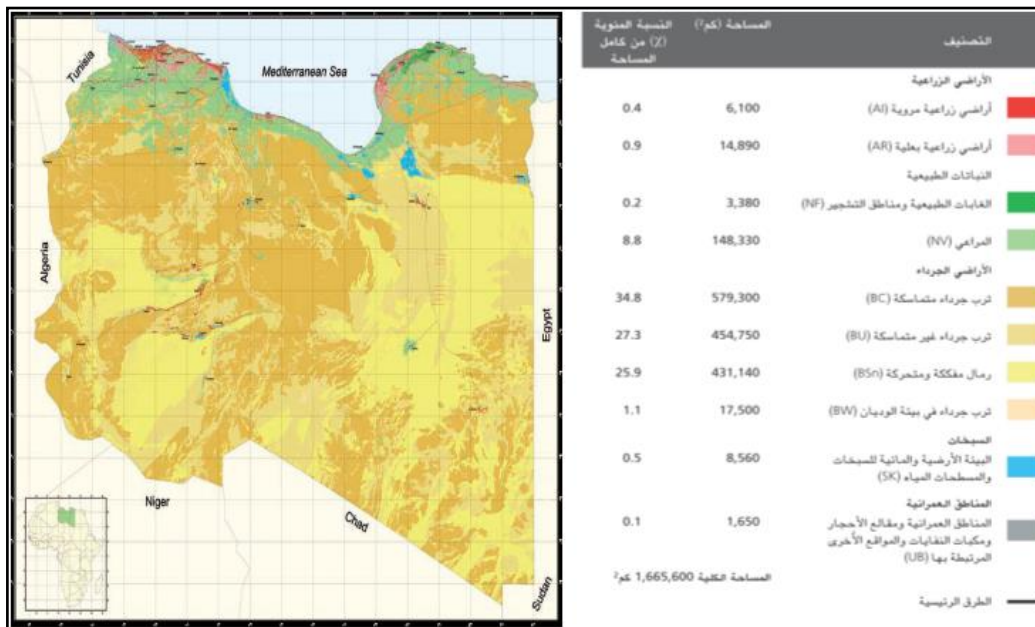 Tunisia
Mediterranean Sea
Algeria
Egypt
Niger
Chad
Sudan
التصنيف
المساحة (كم²)
النسبة المئوية
(٪) من كامل
المساحة
الأراضي الزراعية
أراضي زراعية مروية (AI)
6,100
0.4
أراضي زراعية بعلية (AR)
14,890
0.9
النباتات الطبيعية
الغابات الطبيعية ومناطق التشجير (NF)
3,380
0.2
المراعي (NV)
148,330
8.8
الأراضي الجرداء
ترب جرداء متماسكة (BC)
579,300
34.8
ترب جرداء غير متماسكة (BU)
454,750
27.3
رمال مفككة ومتحركة (BSn)
431,140
25.9
ترب جرداء في بيئة الوديان (BW)
17,500
1.1
السبخات
البيئة الأرضية والمائية للسبخات
والمسطحات المياه (SK)
8,560
0.5
المناطق العمرانية
المناطق العمرانية ومقالع الأحجار
ومكبات النفايات والمواقع الأخرى
المرتبطة بها (UB)
1,650
0.1
المساحة الكلية 1,665,600 كم²
الطرق الرئيسية